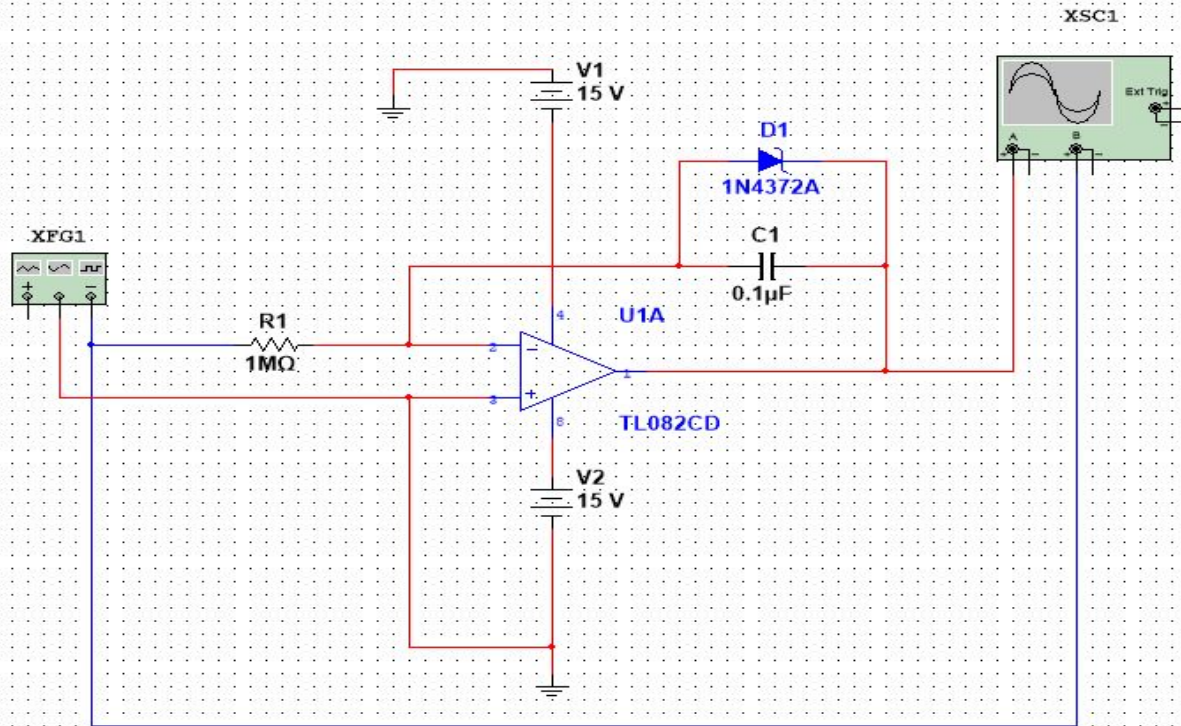 XSC1
V1
15 V
Ext Trig
+
−
A
B
+
−
+
−
D1
1N4372A
XFG1
+
−
C1
0.1µF
U1A
4
R1
1MΩ
2
−
1
3
+
8
TL082CD
V2
15 V